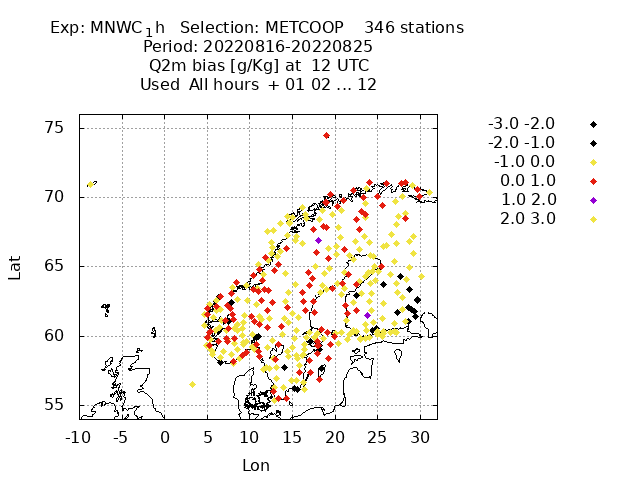 Exp: MNWC 1h Selection: METCOOP 346 stations
Period: 20220816-20220825
Q2m bias [g/Kg] at 12 UTC
Used All hours + 01 02 ... 12
-3.0 -2.0
-2.0 -1.0
-1.0 0.0
0.0 1.0
1.0 2.0
2.0 3.0
75
70
65
60
55
Lat
-10 -5 0 5 10 15 20 25 30
Lon